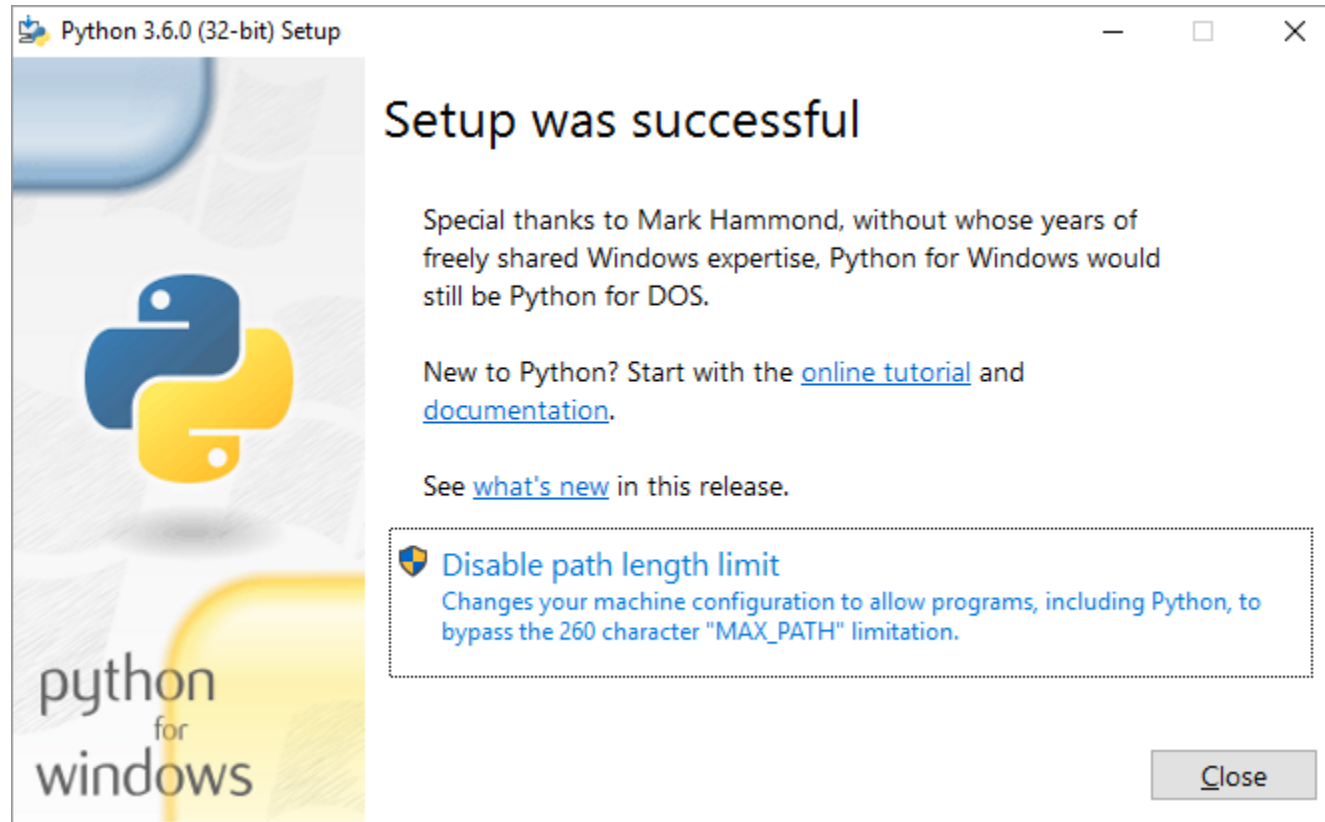 Python 3.6.0 (32-bit) Setup
Setup was successful
Special thanks to Mark Hammond, without whose years of
freely shared Windows expertise, Python for Windows would
still be Python for DOS.
New to Python? Start with the online tutorial and
documentation.
See what's new in this release.
Disable path length limit
Changes your machine configuration to allow programs, including Python, to
bypass the 260 character "MAX_PATH" limitation.
python
for
windows
Close